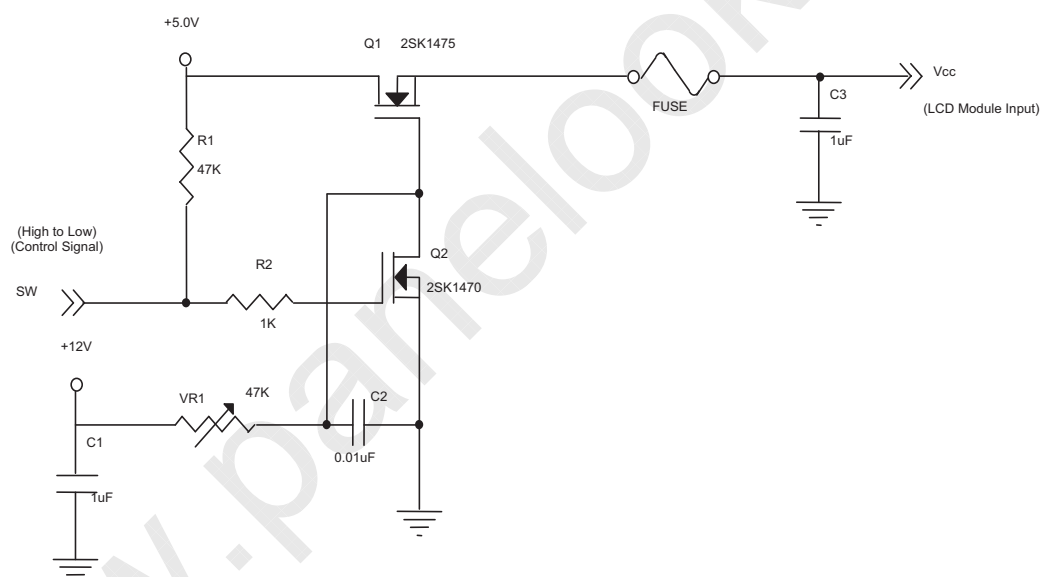 +5.0V
Q1 2SK1475
Vcc
FUSE
C3
(LCD Module Input)
1uF
R1
47K
(High to Low)
(Control Signal)
SW
R2
1K
Q2
2SK1470
+12V
VR1
47K
C2
0.01uF
C1
1uF
w.panelook